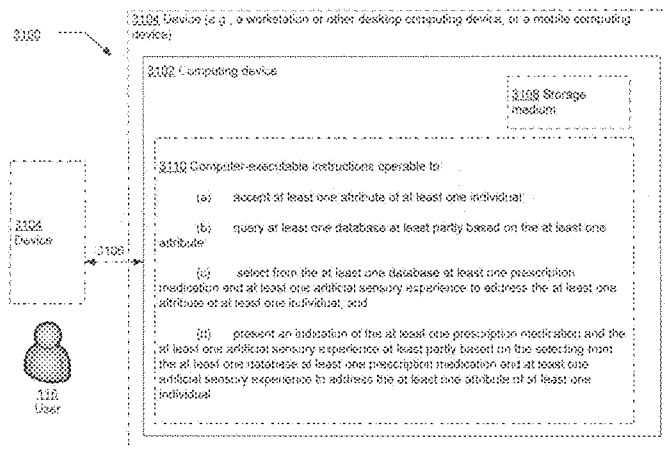 3104 Device (e.g., a workstation or other desktop computing device, or a mobile computing
device)
3100
3102 Computing device
3108 Storage
medium
3110 Computer-executable instructions operable to
(a) accept at least one attribute of at least one individual;
(b) query at least one database at least partly based on the at least one
attribute;
(c) select from the at least one database at least one prescription
medication and at least one artificial sensory experience to address the at least one
attribute of at least one individual; and
(d) present an indication of the at least one prescription medication and the
at least one artificial sensory experience at least partly based on the selecting from
the at least one database at least one prescription medication and at least one
artificial sensory experience to address the at least one attribute of at least one
individual
3104
Device
3106
116
User